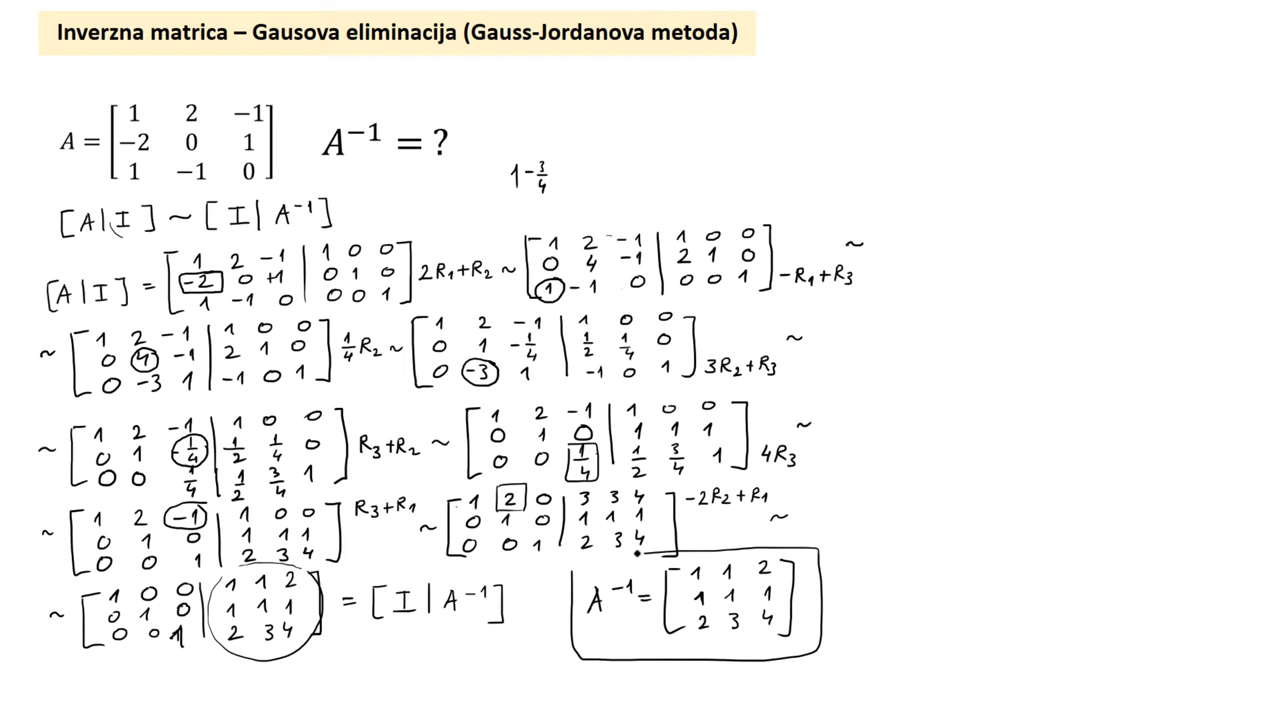 Inverzna matrica – Gausova eliminacija (Gauss-Jordanova metoda)
1 2 −1
A = −2 0 1 A⁻¹ = ?
1 −1 0
1 - 3/4
[A|I] ~ [I|A⁻¹]
[A|I] = [1 2 -1 | 1 0 0] 2R1+R2 ~ [1 2 -1 | 1 0 0] ~
[-2 0 +1 | 0 1 0] [0 4 -1 | 2 1 0]
[1 -1 0 | 0 0 1] [1 -1 0 | 0 0 1] -R1+R3
~ [1 2 -1 | 1 0 0] 1/4 R2 ~ [1 2 -1 | 1 0 0] ~
[0 4 -1 | 2 1 0] [0 1 -1/4 | 1/2 1/4 0]
[0 -3 1 | -1 0 1] [0 -3 1 | -1 0 1] 3R2+R3
~ [1 2 -1 | 1 0 0] R3+R2 ~ [1 2 -1 | 1 0 0] ~
[0 1 -1/4 | 1/2 1/4 0] [0 1 0 | 1 1 1]
[0 0 1/4 | 1/2 3/4 1] [0 0 1/4 | 1/2 3/4 1] 4R3
~ [1 2 -1 | 1 0 0] R3+R1 ~ [1 2 0 | 3 3 4] -2R2+R1 ~
[0 1 0 | 1 1 1] [0 1 0 | 1 1 1]
[0 0 1 | 2 3 4] [0 0 1 | 2 3 4]
~ [1 0 0 | 1 1 2] = [I|A⁻¹] A⁻¹ = [1 1 2]
[0 1 0 | 1 1 1] [1 1 1]
[0 0 1 | 2 3 4] [2 3 4]